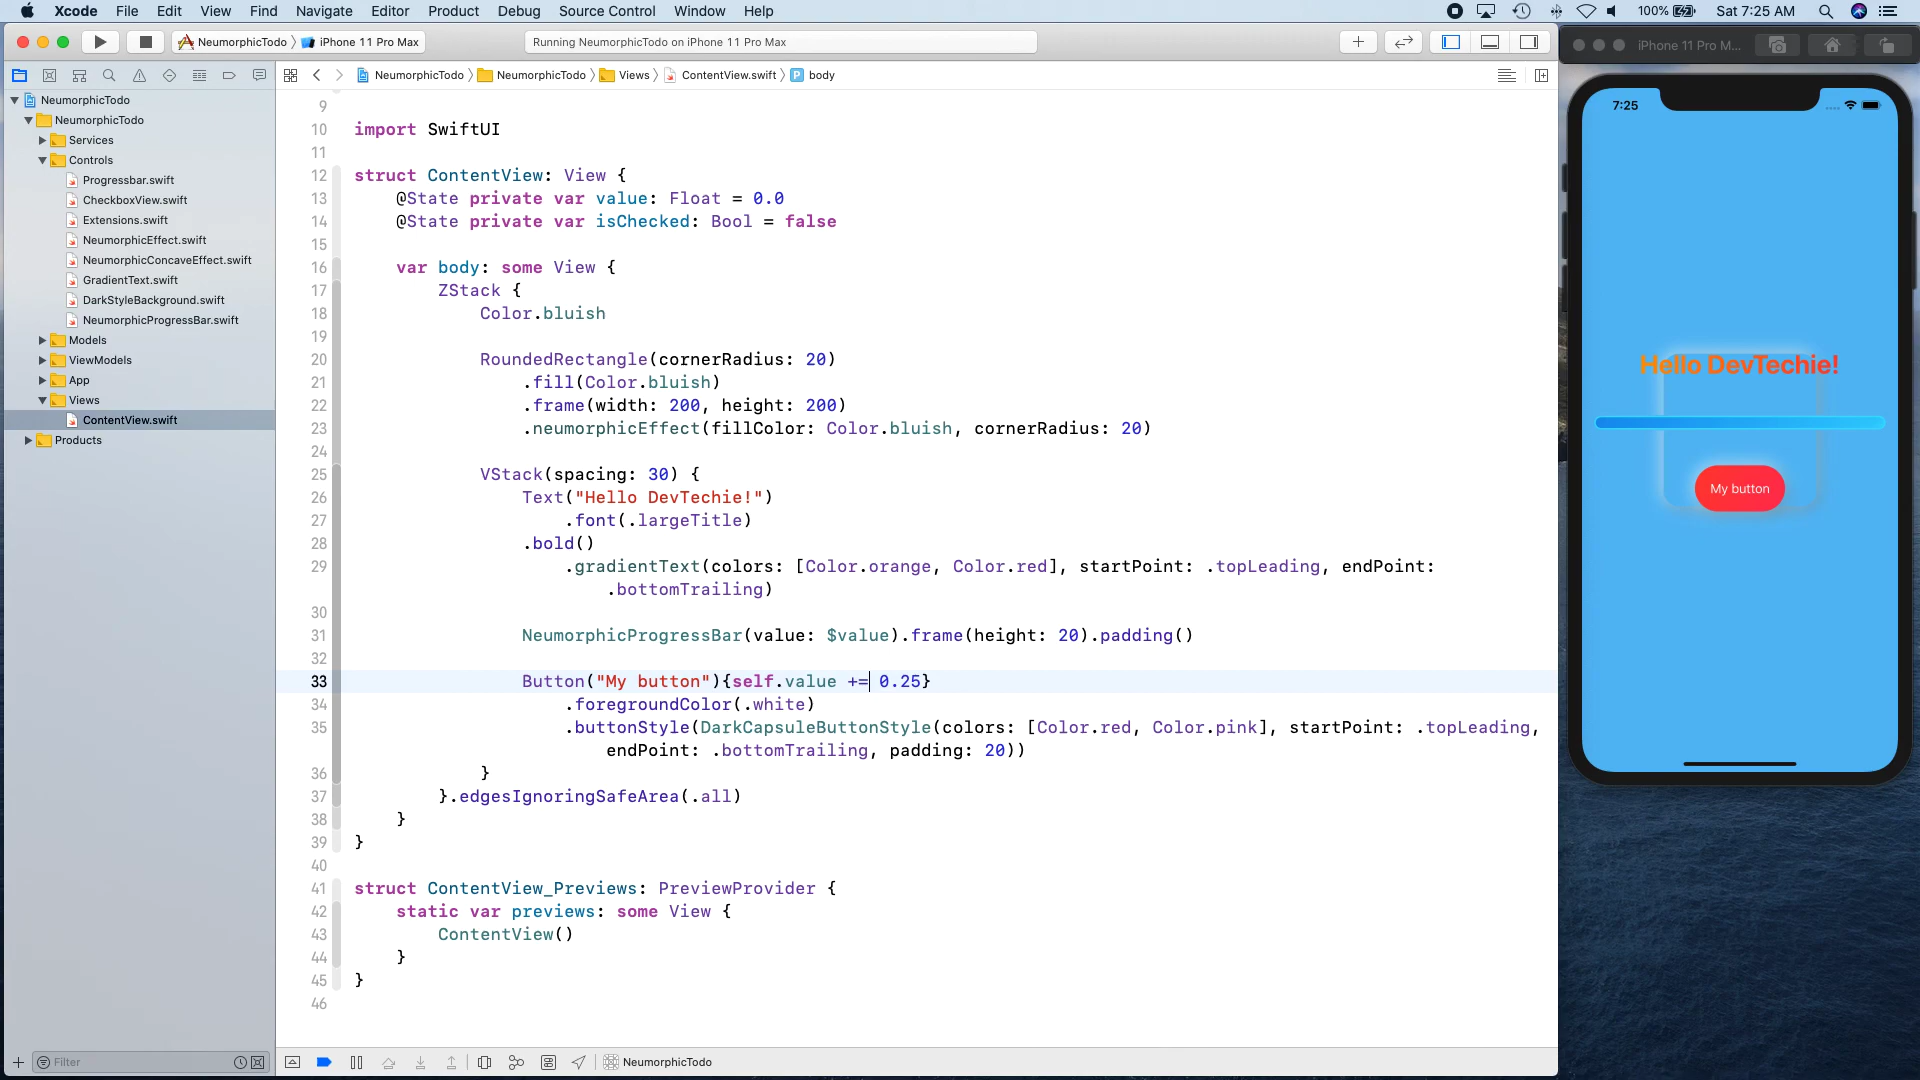 Xcode File Edit View Find Navigate Editor Product Debug Source Control Window Help 100% Sat 7:25 AM
NeumorphicTodo iPhone 11 Pro Max Running NeumorphicTodo on iPhone 11 Pro Max iPhone 11 Pro M...
NeumorphicTodo NeumorphicTodo Views ContentView.swift P body
NeumorphicTodo
NeumorphicTodo
Services
Controls
Progressbar.swift
CheckboxView.swift
Extensions.swift
NeumorphicEffect.swift
NeumorphicConcaveEffect.swift
GradientText.swift
DarkStyleBackground.swift
NeumorphicProgressBar.swift
Models
ViewModels
App
Views
ContentView.swift
Products
Filter
9
10 import SwiftUI
11
12 struct ContentView: View {
13 @State private var value: Float = 0.0
14 @State private var isChecked: Bool = false
15
16 var body: some View {
17 ZStack {
18 Color.bluish
19
20 RoundedRectangle(cornerRadius: 20)
21 .fill(Color.bluish)
22 .frame(width: 200, height: 200)
23 .neumorphicEffect(fillColor: Color.bluish, cornerRadius: 20)
24
25 VStack(spacing: 30) {
26 Text("Hello DevTechie!")
27 .font(.largeTitle)
28 .bold()
29 .gradientText(colors: [Color.orange, Color.red], startPoint: .topLeading, endPoint:
.bottomTrailing)
30
31 NeumorphicProgressBar(value: $value).frame(height: 20).padding()
32
33 Button("My button"){self.value += 0.25}
34 .foregroundColor(.white)
35 .buttonStyle(DarkCapsuleButtonStyle(colors: [Color.red, Color.pink], startPoint: .topLeading,
endPoint: .bottomTrailing, padding: 20))
36 }
37 }.edgesIgnoringSafeArea(.all)
38 }
39 }
40
41 struct ContentView_Previews: PreviewProvider {
42 static var previews: some View {
43 ContentView()
44 }
45 }
46
NeumorphicTodo
7:25
Hello DevTechie!
My button